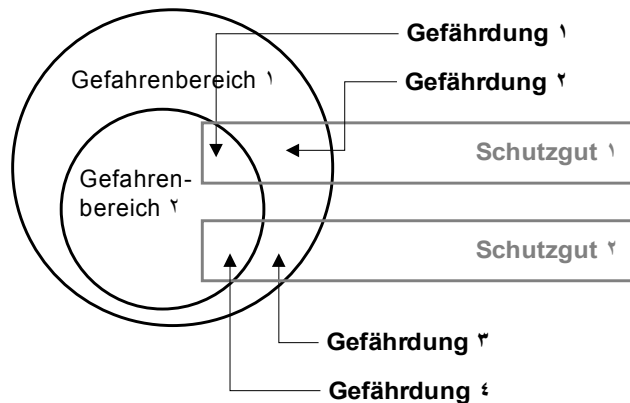 Gefährdung ١
Gefahrenbereich ١
Gefährdung ٢
Schutzgut ١
Gefahren-
bereich ٢
Schutzgut ٢
Gefährdung ٣
Gefährdung ٤